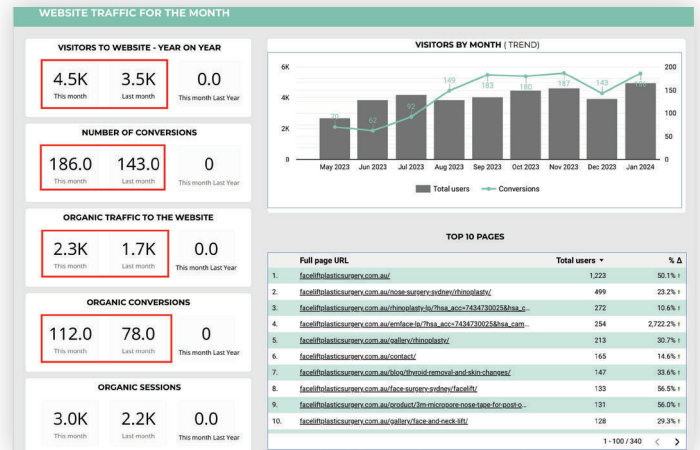 WEBSITE TRAFFIC FOR THE MONTH
VISITORS TO WEBSITE - YEAR ON YEAR
4.5K 3.5K 0.0
This month Last month This month Last Year
NUMBER OF CONVERSIONS
186.0 143.0 0
This month Last month This month Last Year
ORGANIC TRAFFIC TO THE WEBSITE
2.3K 1.7K 0.0
This month Last month This month Last Year
ORGANIC CONVERSIONS
112.0 78.0 0
This month Last month This month Last Year
ORGANIC SESSIONS
3.0K 2.2K 0.0
This month Last month This month Last Year
VISITORS BY MONTH ( TREND)
6K 200
4K 150
100
2K 50
0 0
70 62 92 149 183 180 187 143 186
May 2023 Jun 2023 Jul 2023 Aug 2023 Sep 2023 Oct 2023 Nov 2023 Dec 2023 Jan 2024
Total users Conversions
TOP 10 PAGES
Full page URL Total users % Δ
1. faceliftplasticsurgery.com.au/ 1,223 50.1%
2. faceliftplasticsurgery.com.au/nose-surgery-sydney/rhinoplasty/ 499 23.2%
3. faceliftplasticsurgery.com.au/rhinoplasty-lp/?hsa_acc=7434730025&hsa_c... 272 10.6%
4. faceliftplasticsurgery.com.au/emface-lp/?hsa_acc=7434730025&hsa_cam... 254 2,722.2%
5. faceliftplasticsurgery.com.au/gallery/rhinoplasty/ 213 30.7%
6. faceliftplasticsurgery.com.au/contact/ 165 14.6%
7. faceliftplasticsurgery.com.au/blog/thyroid-removal-and-skin-changes/ 147 33.6%
8. faceliftplasticsurgery.com.au/face-surgery-sydney/facelift/ 133 56.5%
9. faceliftplasticsurgery.com.au/product/3m-micropore-nose-tape-for-post-o... 131 56.0%
10. faceliftplasticsurgery.com.au/gallery/face-and-neck-lift/ 128 29.3%
1 - 100 / 340